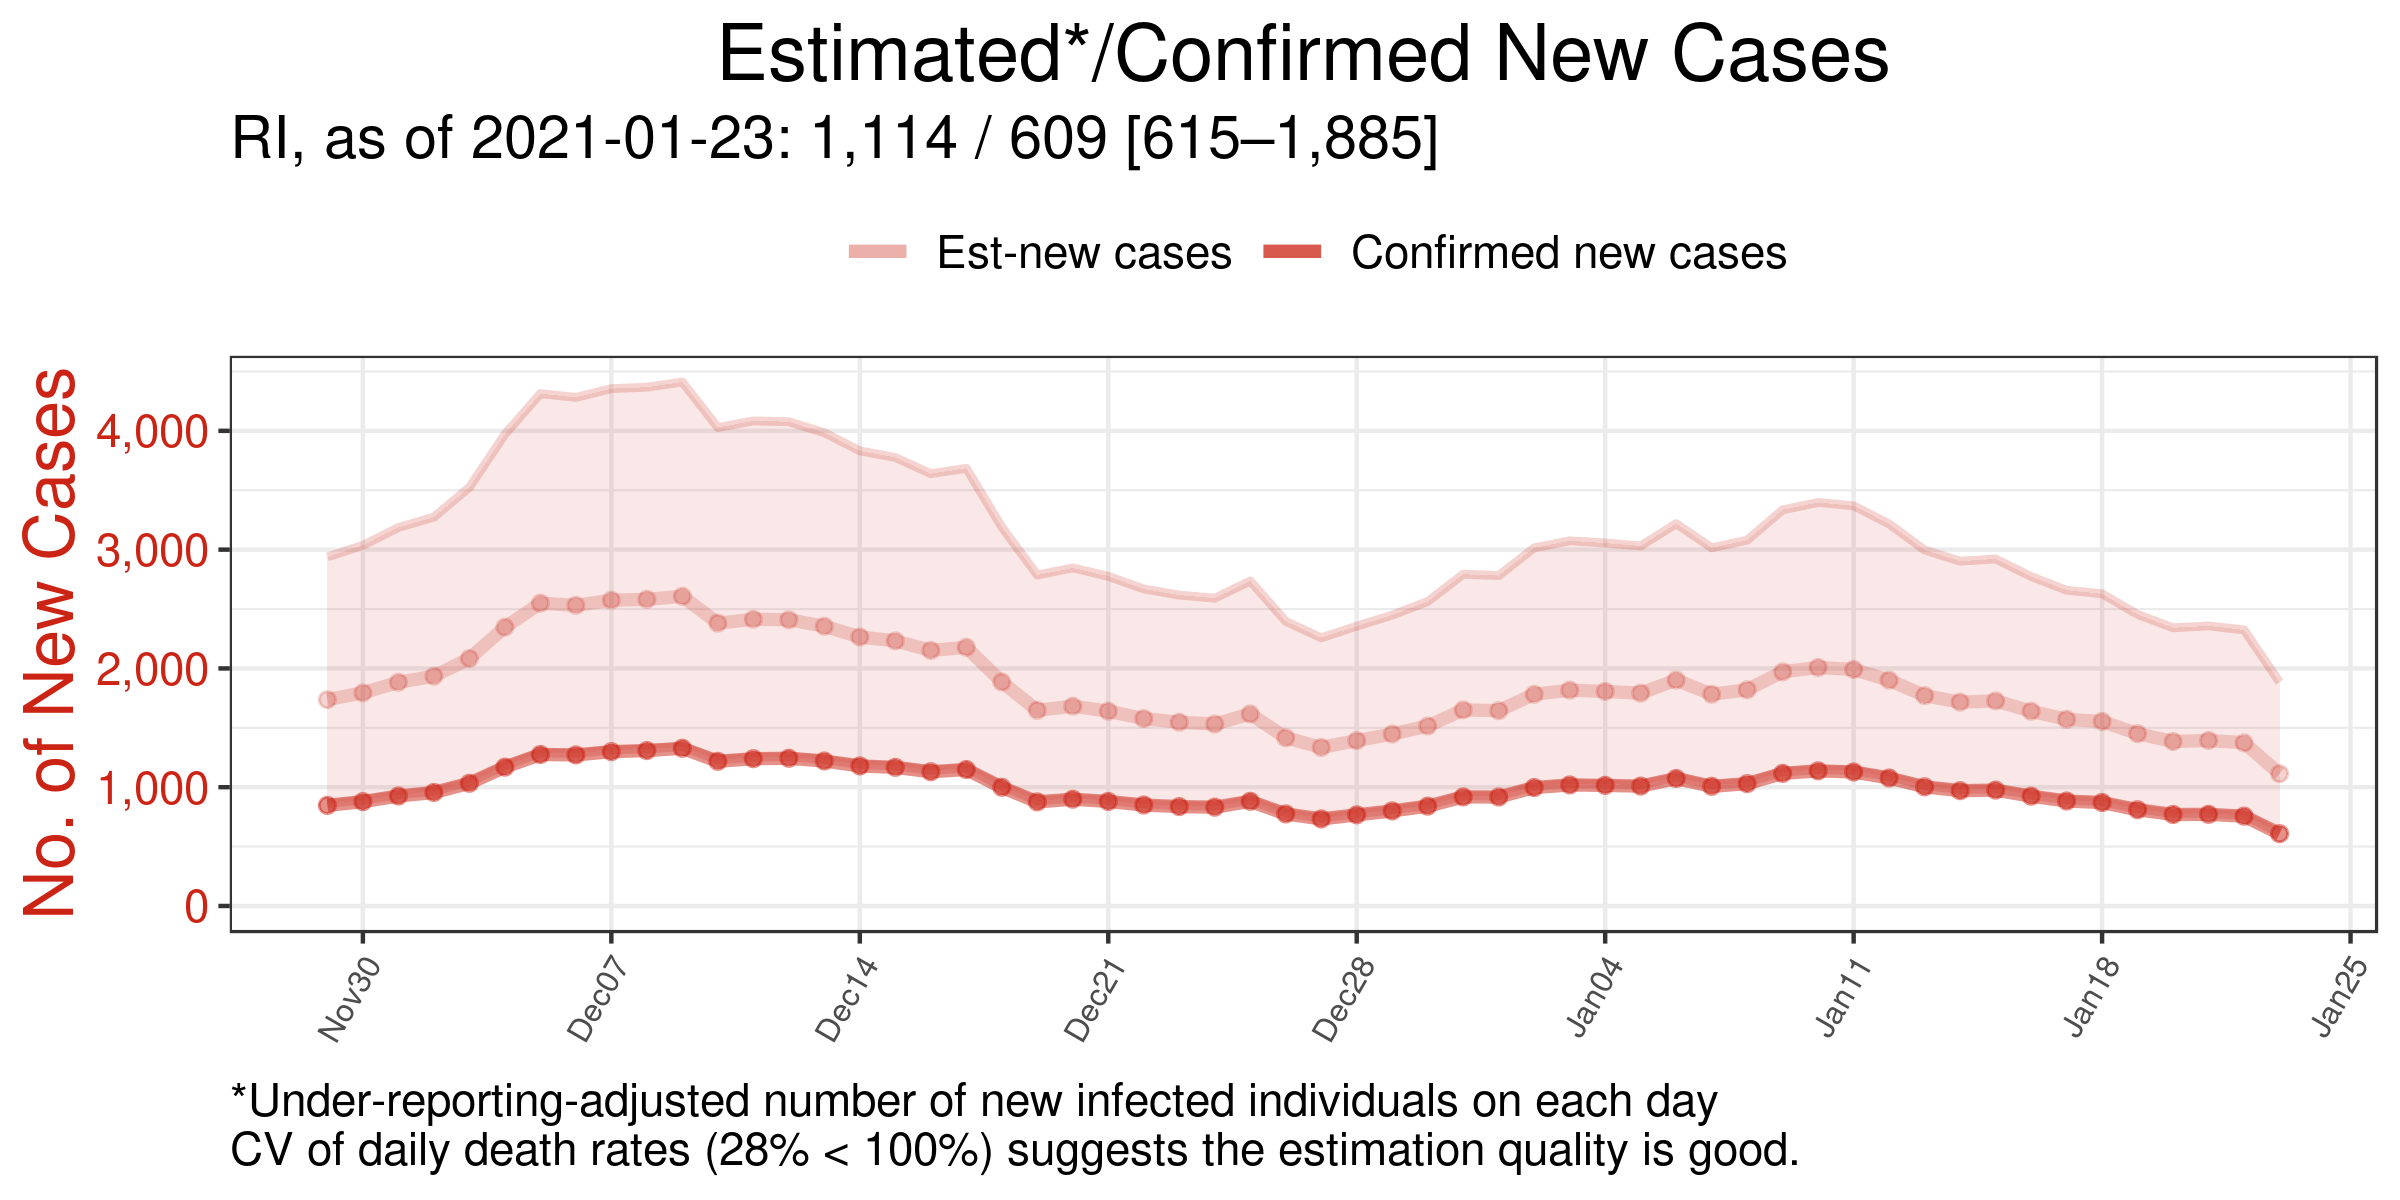 Estimated*/Confirmed New Cases
RI, as of 2021-01-23: 1,114 / 609 [615–1,885]
Est-new cases
Confirmed new cases
No. of New Cases
4,000
3,000
2,000
1,000
0
Nov30
Dec07
Dec14
Dec21
Dec28
Jan04
Jan11
Jan18
Jan25
*Under-reporting-adjusted number of new infected individuals on each day
CV of daily death rates (28% < 100%) suggests the estimation quality is good.